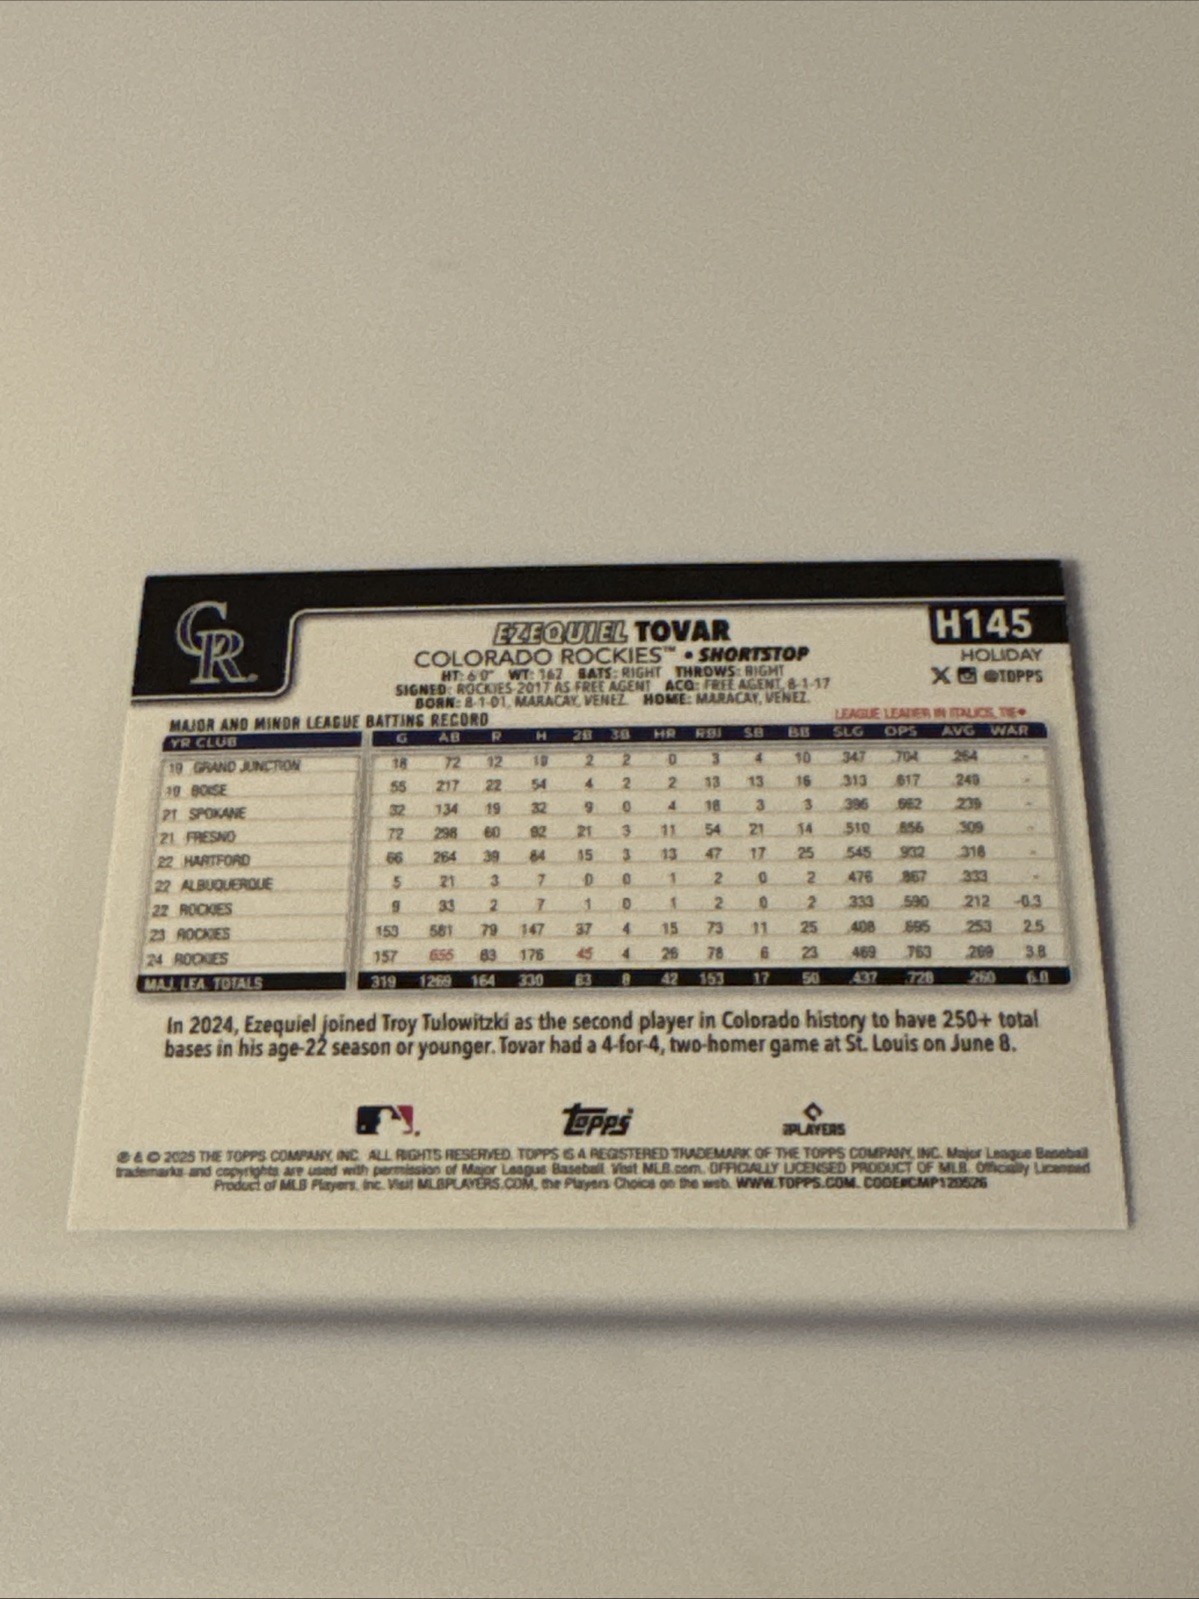 CR
H145
EZEQUIEL TOVAR
COLORADO ROCKIES™ • SHORTSTOP
HOLIDAY
HT: 6'0" WT: 162 BATS: RIGHT THROWS: RIGHT
@TOPPS
SIGNED: ROCKIES 2017 AS FREE AGENT ACQ: FREE AGENT, 8-1-17
BORN: 8-1-01, MARACAY, VENEZ. HOME: MARACAY, VENEZ.
MAJOR AND MINOR LEAGUE BATTING RECORD LEAGUE LEADER IN ITALICS, TIE◆
YR CLUB G AB R H 2B 3B HR RBI SB BB SLG OPS AVG WAR
19 GRAND JUNCTION 18 72 12 19 2 2 0 3 4 10 .347 .704 .264 -
19 BOISE 55 217 22 54 4 2 2 13 13 16 .313 .617 .249 -
21 SPOKANE 32 134 19 32 9 0 4 18 3 3 .396 .662 .239 -
21 FRESNO 72 298 60 92 21 3 11 54 21 14 .510 .856 .309 -
22 HARTFORD 66 264 39 84 15 3 13 47 17 25 .545 .932 .318 -
22 ALBUQUERQUE 5 21 3 7 0 0 1 2 0 2 .476 .867 .333 -
22 ROCKIES 9 33 2 7 1 0 1 2 0 2 .333 .590 .212 -0.3
23 ROCKIES 153 581 79 147 37 4 15 73 11 25 .408 .695 .253 2.5
24 ROCKIES 157 655 83 176 45 4 26 78 6 23 .469 .763 .269 3.8
MAJ. LEA. TOTALS 319 1269 164 330 83 8 42 153 17 50 .437 .728 .260 6.0
In 2024, Ezequiel joined Troy Tulowitzki as the second player in Colorado history to have 250+ total
bases in his age-22 season or younger. Tovar had a 4-for-4, two-homer game at St. Louis on June 8.
topps
PLAYERS
® & © 2025 THE TOPPS COMPANY, INC. ALL RIGHTS RESERVED. TOPPS IS A REGISTERED TRADEMARK OF THE TOPPS COMPANY, INC. Major League Baseball
trademarks and copyrights are used with permission of Major League Baseball. Visit MLB.com. OFFICIALLY LICENSED PRODUCT OF MLB. Officially Licensed
Product of MLB Players, Inc. Visit MLBPLAYERS.COM, the Players Choice on the web. WWW.TOPPS.COM. CODE#CMP120526